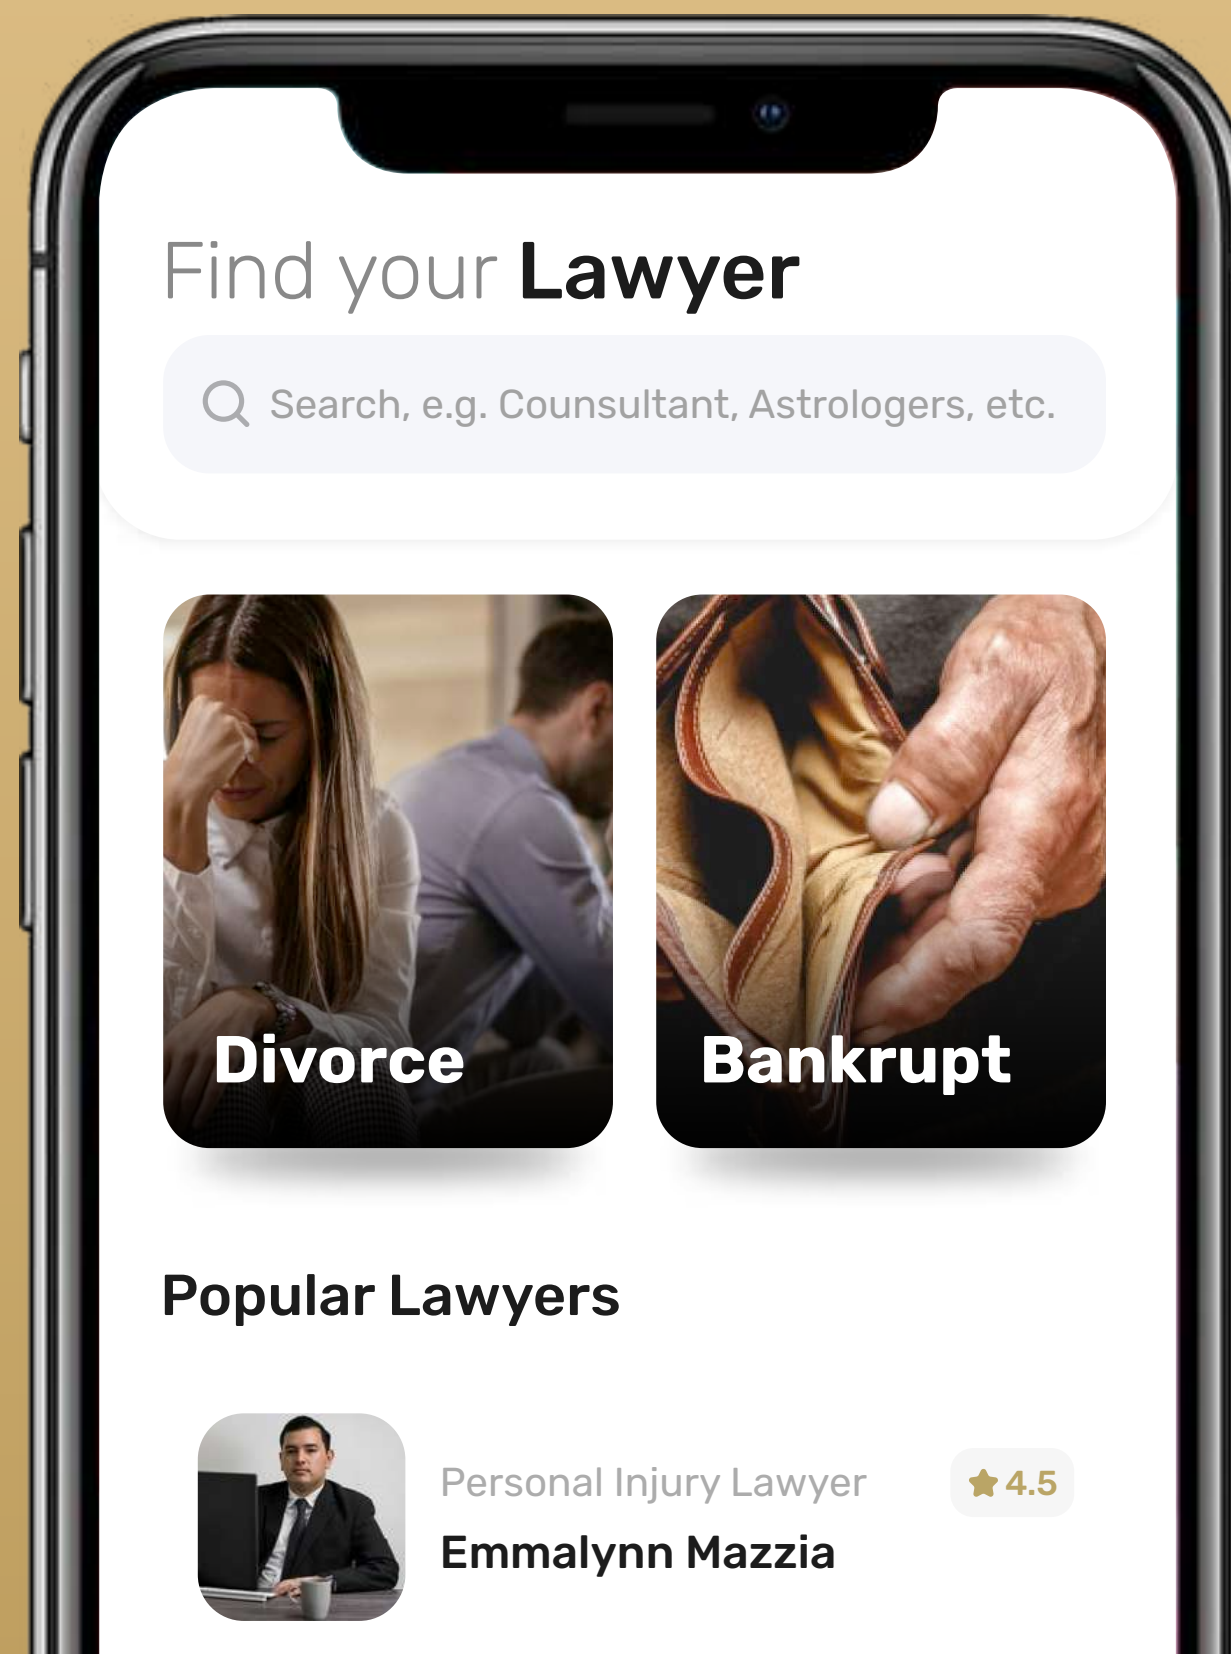 Find your Lawyer
Search, e.g. Counsultant, Astrologers, etc.
Divorce
Bankrupt
Popular Lawyers
Personal Injury Lawyer
4.5
Emmalynn Mazzia